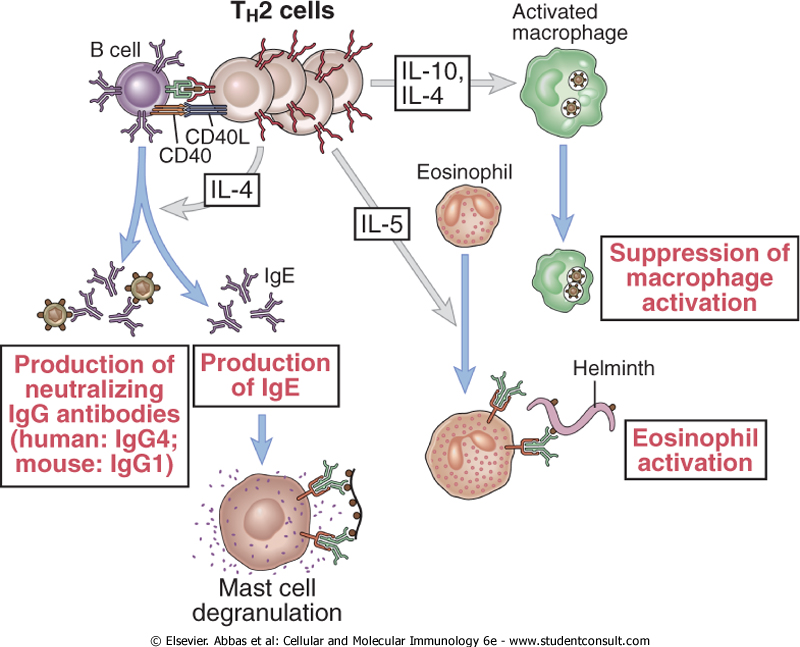 TH2 cells
B cell
CD40L
CD40
IL-4
IL-10,
IL-4
Activated
macrophage
Eosinophil
IL-5
Suppression of
macrophage
activation
IgE
Production of
neutralizing
IgG antibodies
(human: IgG4;
mouse: IgG1)
Production
of IgE
Helminth
Eosinophil
activation
Mast cell
degranulation
© Elsevier. Abbas et al: Cellular and Molecular Immunology 6e - www.studentconsult.com